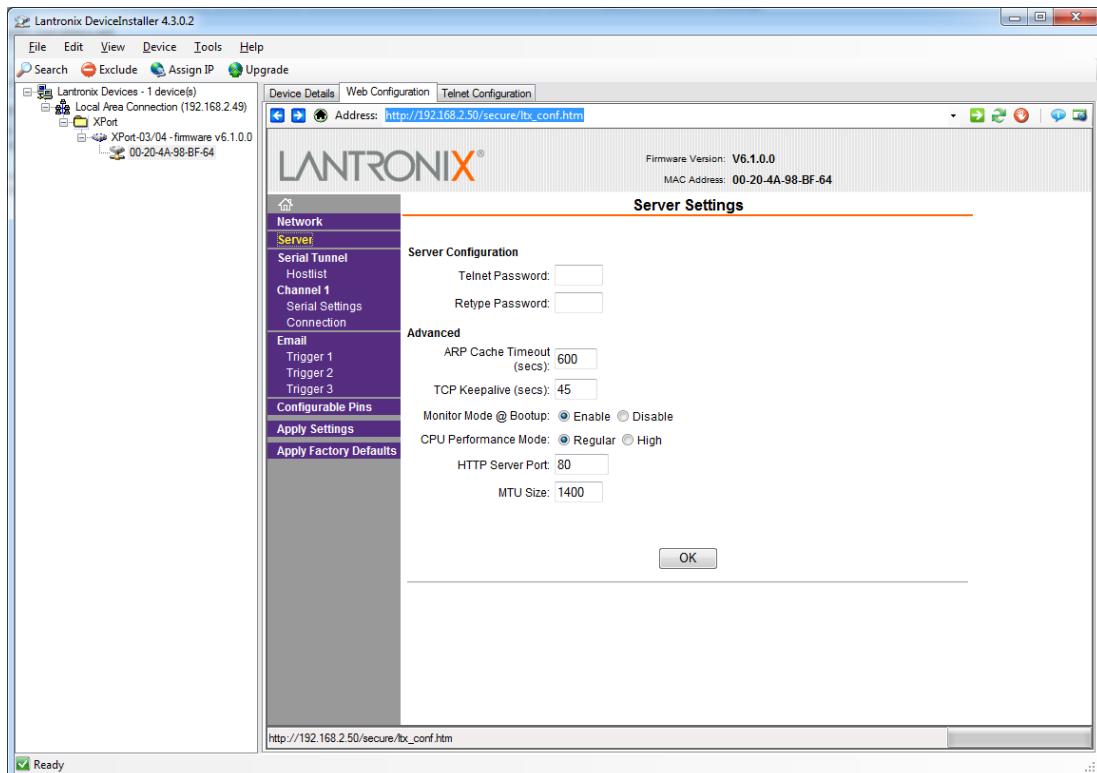 Lantronix DeviceInstaller 4.3.0.2
File Edit View Device Tools Help
Search Exclude Assign IP Upgrade
Lantronix Devices - 1 device(s)
Local Area Connection (192.168.2.49)
XPort
XPort-03/04 - firmware v6.1.0.0
00-20-4A-98-BF-64
Device Details Web Configuration Telnet Configuration
Address: http://192.168.2.50/secure/ltx_conf.htm
LANTRONIX®
Firmware Version: V6.1.0.0
MAC Address: 00-20-4A-98-BF-64
Network
Server
Serial Tunnel
Hostlist
Channel 1
Serial Settings
Connection
Email
Trigger 1
Trigger 2
Trigger 3
Configurable Pins
Apply Settings
Apply Factory Defaults
Server Settings
Server Configuration
Telnet Password:
Retype Password:
Advanced
ARP Cache Timeout
(secs): 600
TCP Keepalive (secs): 45
Monitor Mode @ Bootup: Enable Disable
CPU Performance Mode: Regular High
HTTP Server Port: 80
MTU Size: 1400
OK
http://192.168.2.50/secure/ltx_conf.htm
Ready